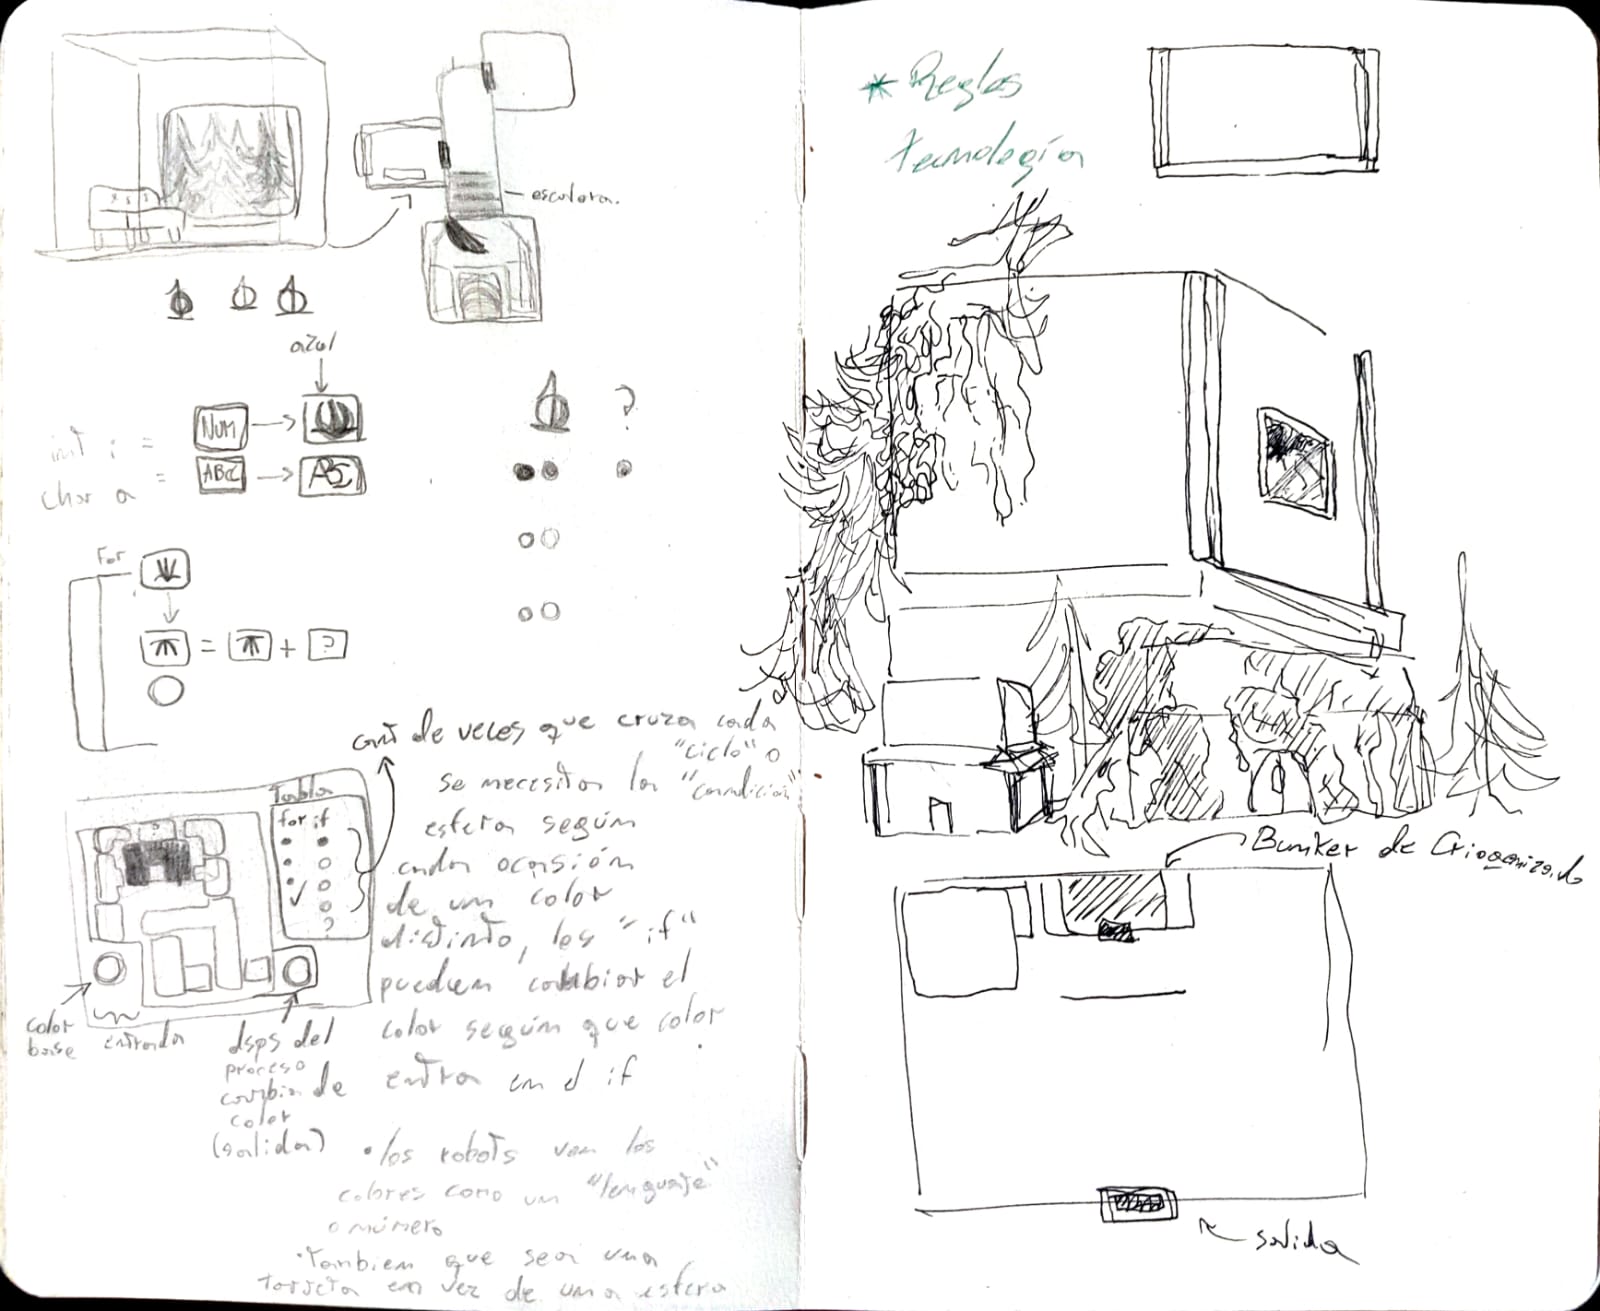 escalera.
azul
NUM
int i =
ABC
ABC
char a =
?
For
= + ?
cant de veces que cruza cada
"ciclo" o
se necesitan la "condicion"
esfera según
cada ocasión
de un color
distinto, los "if"
pueden cambiar el
color según que color
entra en el if
Tabla
for if
?
color
base
entrada
dsps del
proceso
cambia de
color
(salida)
• los robots ven los
colores como un "lenguaje"
o número
• Tambien que sea una
tarjeta en vez de una esfera
* Reglas
tecnología
Bunker de Criogenizado
salida